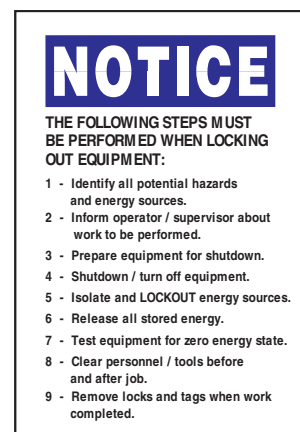 NOTICE
THE FOLLOWING STEPS MUST
BE PERFORMED WHEN LOCKING
OUT EQUIPMENT:
1 - Identify all potential hazards
and energy sources.
2 - Inform operator / supervisor about
work to be performed.
3 - Prepare equipment for shutdown.
4 - Shutdown / turn off equipment.
5 - Isolate and LOCKOUT energy sources.
6 - Release all stored energy.
7 - Test equipment for zero energy state.
8 - Clear personnel / tools before
and after job.
9 - Remove locks and tags when work
completed.